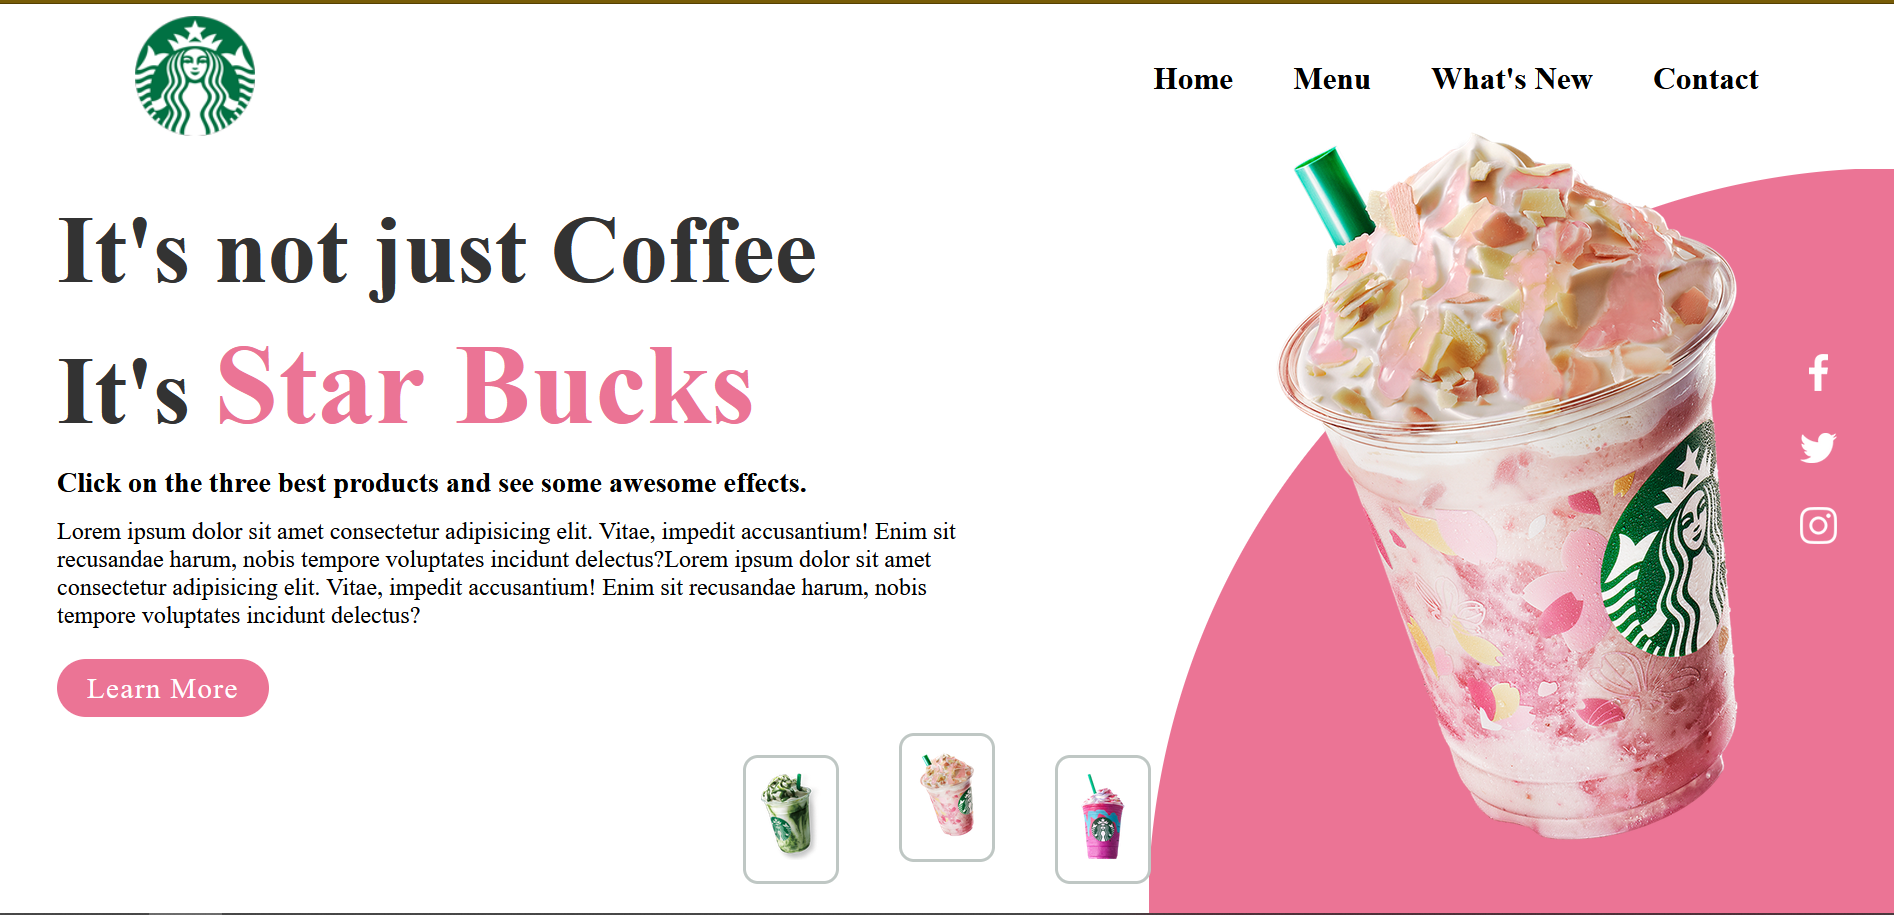 Home Menu What's New Contact
It's not just Coffee
It's Star Bucks
Click on the three best products and see some awesome effects.
Lorem ipsum dolor sit amet consectetur adipisicing elit. Vitae, impedit accusantium! Enim sit
recusandae harum, nobis tempore voluptates incidunt delectus?Lorem ipsum dolor sit amet
consectetur adipisicing elit. Vitae, impedit accusantium! Enim sit recusandae harum, nobis
tempore voluptates incidunt delectus?
Learn More